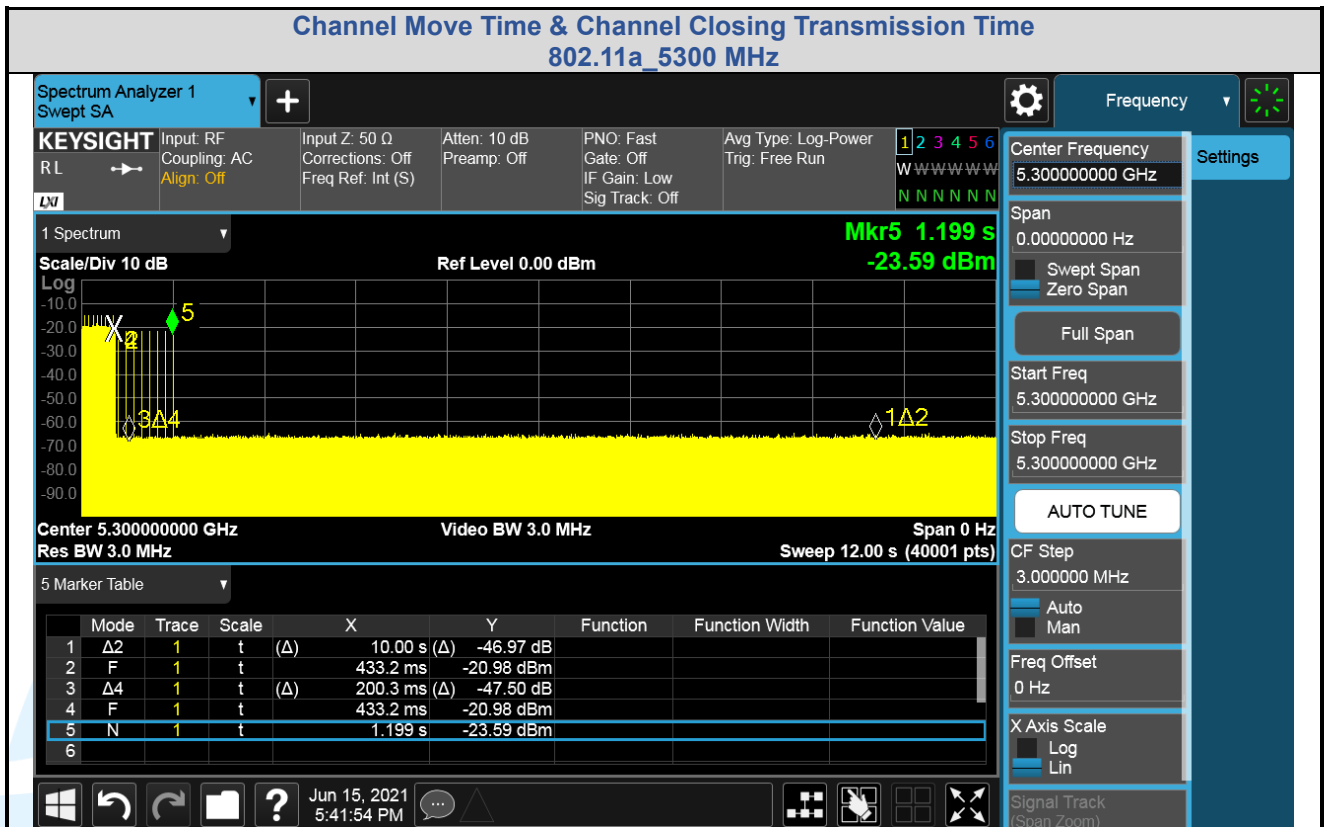 Channel Move Time & Channel Closing Transmission Time
802.11a_5300 MHz
Spectrum Analyzer 1
Swept SA
Frequency
KEYSIGHT
R L
LXI
Input: RF
Coupling: AC
Align: Off
Input Z: 50 Ω
Corrections: Off
Freq Ref: Int (S)
Atten: 10 dB
Preamp: Off
PNO: Fast
Gate: Off
IF Gain: Low
Sig Track: Off
Avg Type: Log-Power
Trig: Free Run
1 2 3 4 5 6
W W W W W W
N N N N N N
1 Spectrum
Mkr5 1.199 s
-23.59 dBm
Scale/Div 10 dB
Ref Level 0.00 dBm
Log
-10.0
-20.0
-30.0
-40.0
-50.0
-60.0
-70.0
-80.0
-90.0
X
2
5
3Δ4
1Δ2
Center 5.300000000 GHz
Video BW 3.0 MHz
Span 0 Hz
Res BW 3.0 MHz
Sweep 12.00 s (40001 pts)
5 Marker Table
Mode Trace Scale X Y Function Function Width Function Value
1 Δ2 1 t (Δ) 10.00 s (Δ) -46.97 dB
2 F 1 t 433.2 ms -20.98 dBm
3 Δ4 1 t (Δ) 200.3 ms (Δ) -47.50 dB
4 F 1 t 433.2 ms -20.98 dBm
5 N 1 t 1.199 s -23.59 dBm
6
Jun 15, 2021
5:41:54 PM
Center Frequency
5.300000000 GHz
Settings
Span
0.00000000 Hz
Swept Span
Zero Span
Full Span
Start Freq
5.300000000 GHz
Stop Freq
5.300000000 GHz
AUTO TUNE
CF Step
3.000000 MHz
Auto
Man
Freq Offset
0 Hz
X Axis Scale
Log
Lin
Signal Track
(Span Zoom)